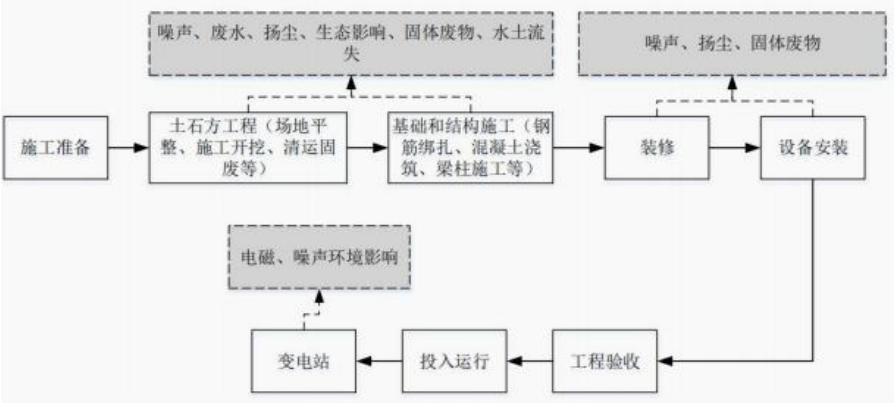 噪声、废水、扬尘、生态影响、固体废物、水土流
失
噪声、扬尘、固体废物
施工准备
土石方工程（场地平
整、施工开挖、清运固
废等）
基础和结构施工（钢
筋绑扎、混凝土浇
筑、梁柱施工等）
装修
设备安装
电磁、噪声环境影响
变电站
投入运行
工程验收